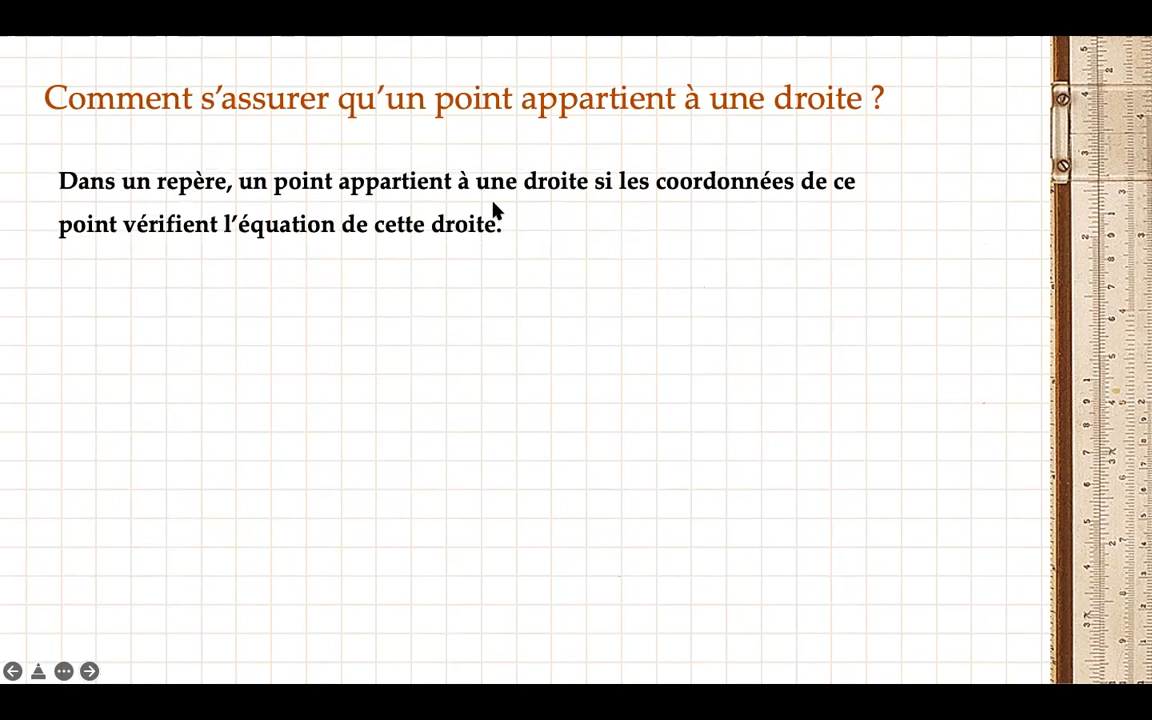 Comment s’assurer qu’un point appartient à une droite ?
Dans un repère, un point appartient à une droite si les coordonnées de ce
point vérifient l’équation de cette droite.